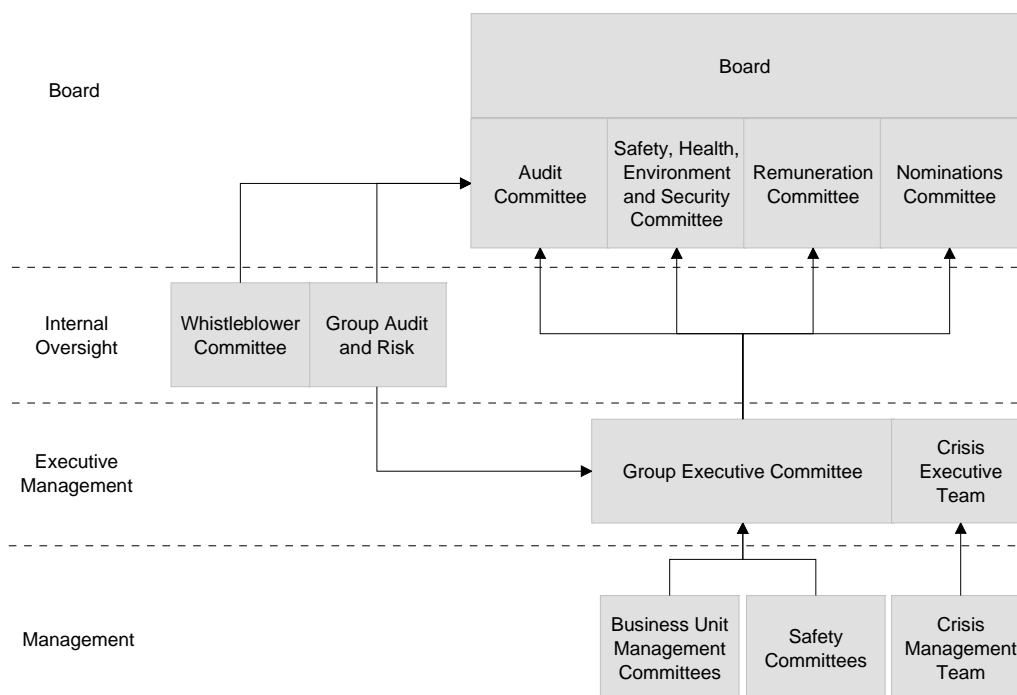 Board
Board
Audit
Committee
Safety, Health,
Environment
and Security
Committee
Remuneration
Committee
Nominations
Committee
Internal
Oversight
Whistleblower
Committee
Group Audit
and Risk
Executive
Management
Group Executive Committee
Crisis
Executive
Team
Management
Business Unit
Management
Committees
Safety
Committees
Crisis
Management
Team